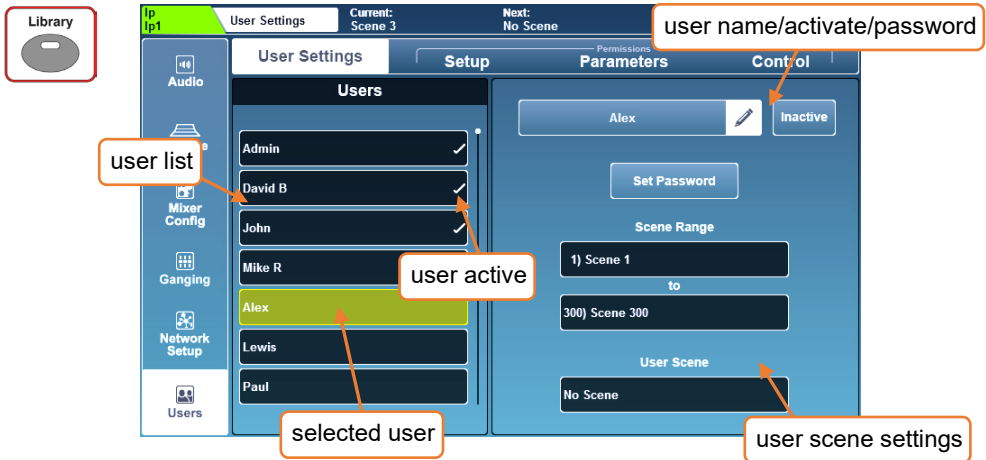 Library
Ip
Ip1
User Settings
Current:
Scene 3
Next:
No Scene
user name/activate/password
User Settings
Permissions
Setup
Parameters
Control
Audio
Mixer
Config
Ganging
Network
Setup
Users
Users
Admin
David B
John
Mike R
Alex
Lewis
Paul
user list
user active
selected user
Alex
Inactive
Set Password
Scene Range
1) Scene 1
to
300) Scene 300
User Scene
No Scene
user scene settings